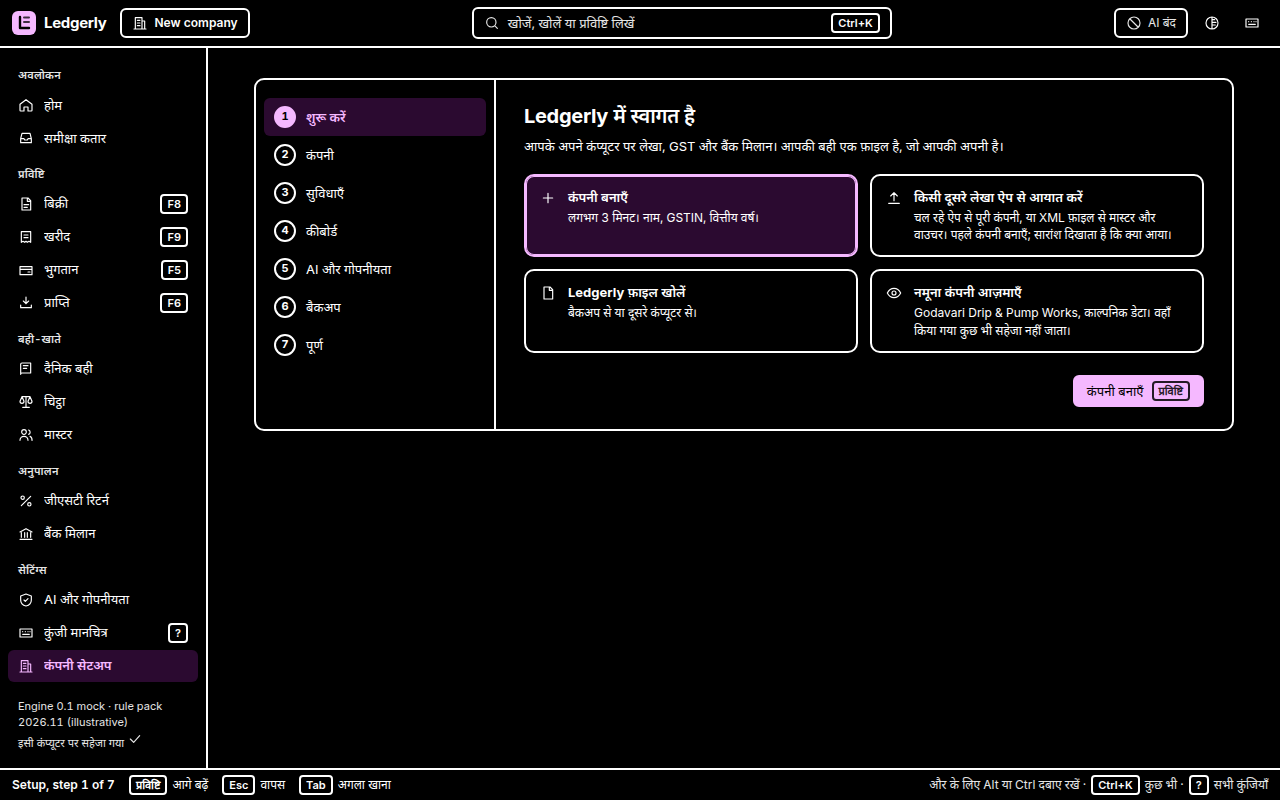 Ledgerly
New company
खोजें, खोलें या प्रविष्टि लिखें
Ctrl+K
AI बंद
अवलोकन
होम
समीक्षा कतार
प्रविष्टि
बिक्री F8
खरीद F9
भुगतान F5
प्राप्ति F6
बही-खाते
दैनिक बही
चिट्ठा
मास्टर
अनुपालन
जीएसटी रिटर्न
बैंक मिलान
सेटिंग्स
AI और गोपनीयता
कुंजी मानचित्र ?
कंपनी सेटअप
Engine 0.1 mock · rule pack
2026.11 (illustrative)
इसी कंप्यूटर पर सहेजा गया
1 शुरू करें
2 कंपनी
3 सुविधाएँ
4 कीबोर्ड
5 AI और गोपनीयता
6 बैकअप
7 पूर्ण
Ledgerly में स्वागत है
आपके अपने कंप्यूटर पर लेखा, GST और बैंक मिलान। आपकी बही एक फ़ाइल है, जो आपकी अपनी है।
कंपनी बनाएँ
लगभग 3 मिनट। नाम, GSTIN, वित्तीय वर्ष।
किसी दूसरे लेखा ऐप से आयात करें
चल रहे ऐप से पूरी कंपनी, या XML फ़ाइल से मास्टर और
वाउचर। पहले कंपनी बनाएँ; सारांश दिखाता है कि क्या आया।
Ledgerly फ़ाइल खोलें
बैकअप से या दूसरे कंप्यूटर से।
नमूना कंपनी आज़माएँ
Godavari Drip & Pump Works, काल्पनिक डेटा। वहाँ
किया गया कुछ भी सहेजा नहीं जाता।
कंपनी बनाएँ प्रविष्टि
Setup, step 1 of 7 प्रविष्टि आगे बढ़ें Esc वापस Tab अगला खाना
और के लिए Alt या Ctrl दबाए रखें · Ctrl+K कुछ भी · ? सभी कुंजियाँ